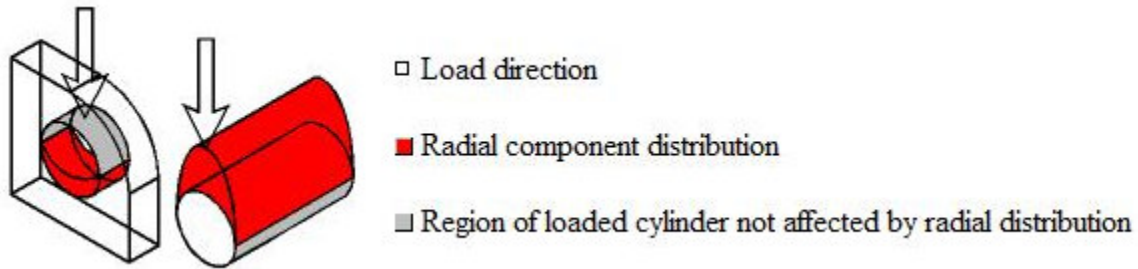 Load direction
Radial component distribution
Region of loaded cylinder not affected by radial distribution